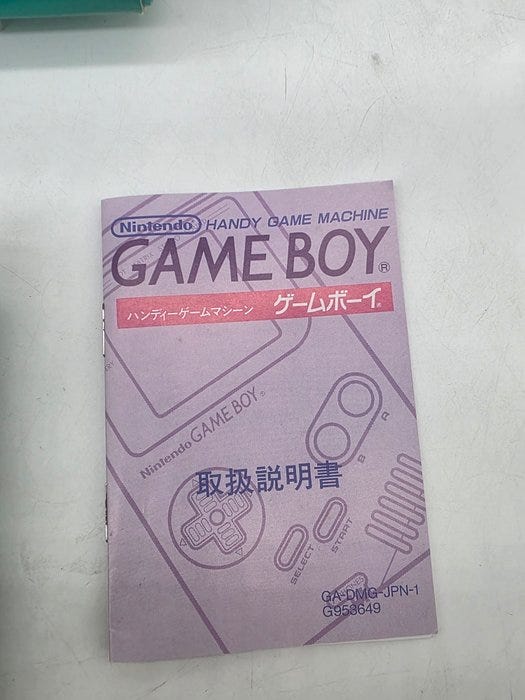 Nintendo HANDY GAME MACHINE
GAME BOY®
ハンディーゲームマシーン ゲームボーイ®
Nintendo GAME BOY®
B A
取扱説明書
SELECT START
PHONES
GA-DMG-JPN-1
G953649